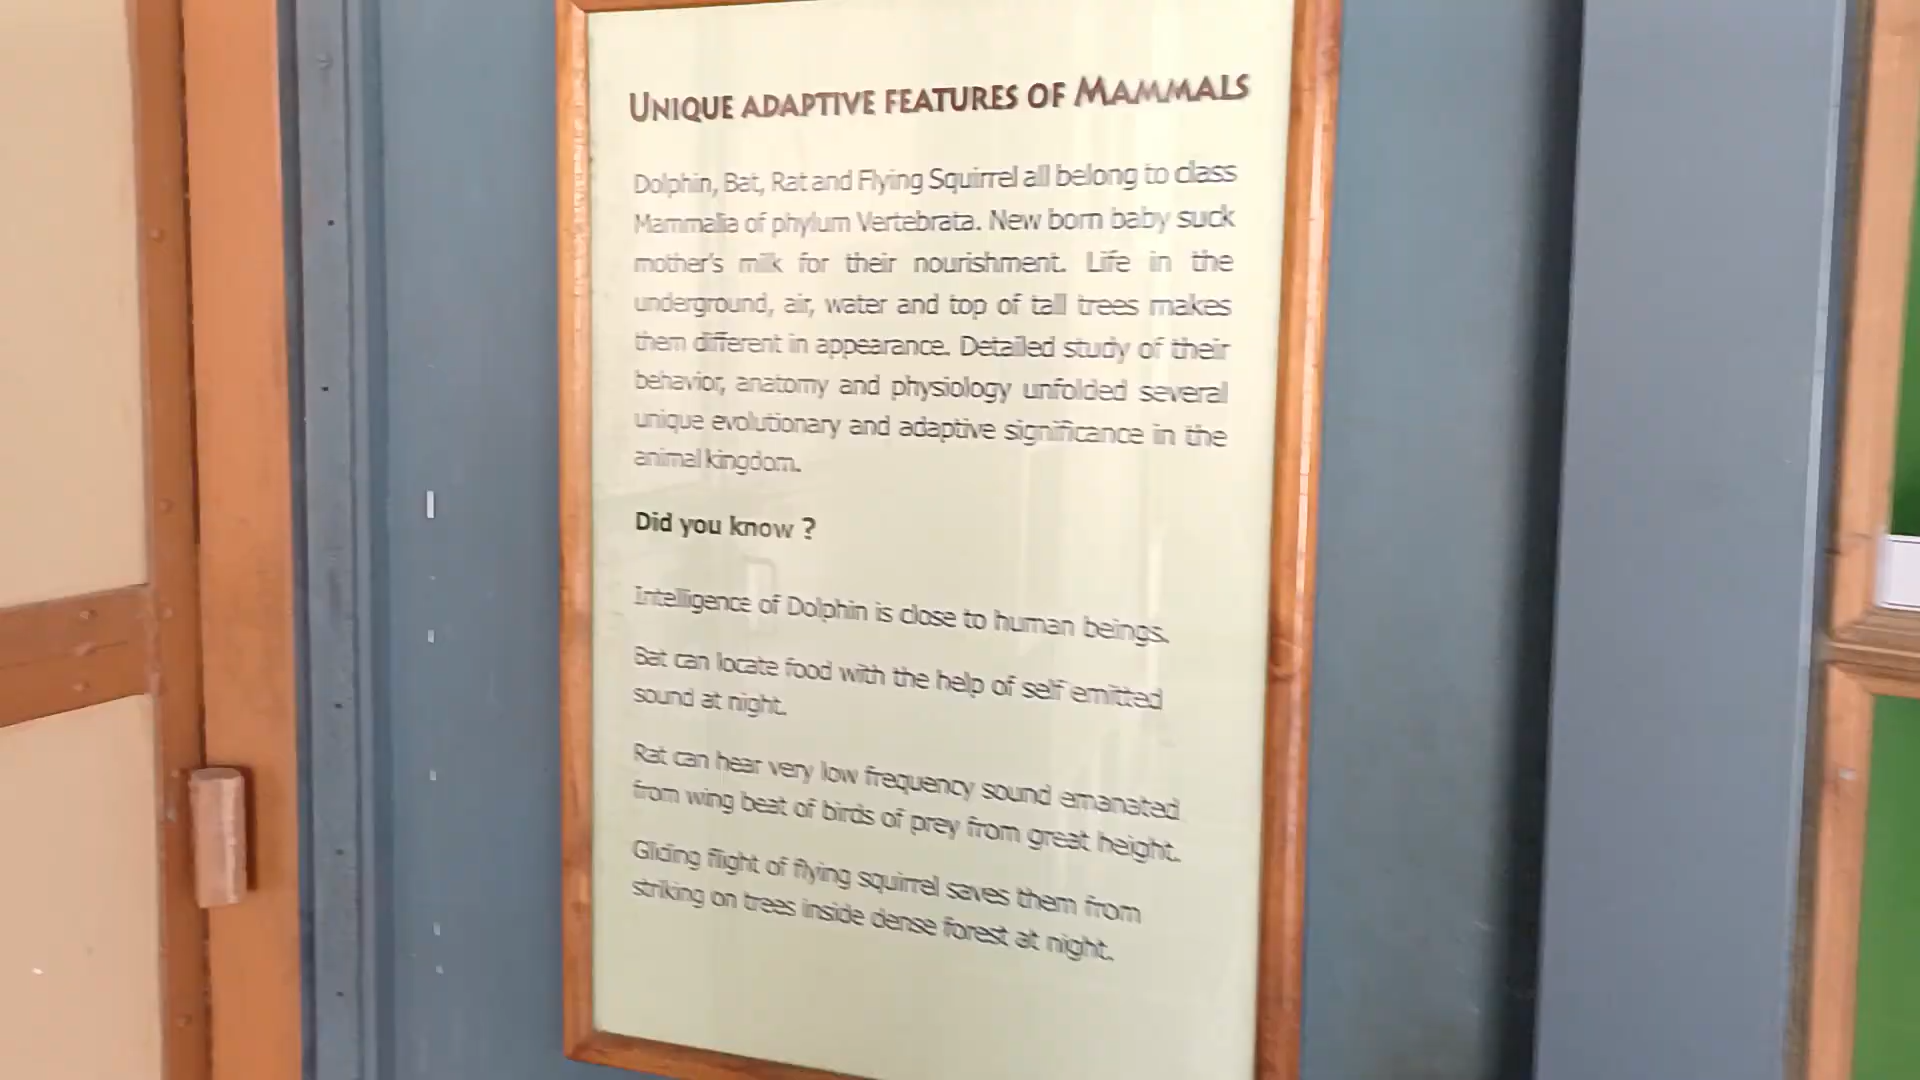 UNIQUE ADAPTIVE FEATURES OF MAMMALS
Dolphin, Bat, Rat and Flying Squirrel all belong to class
Mammalia of phylum Vertebrata. New born baby suck
mother's milk for their nourishment. Life in the
underground, air, water and top of tall trees makes
them different in appearance. Detailed study of their
behavior, anatomy and physiology unfolded several
unique evolutionary and adaptive significance in the
animal kingdom.
Did you know ?
Intelligence of Dolphin is close to human beings.
Bat can locate food with the help of self emitted
sound at night.
Rat can hear very low frequency sound emanated
from wing beat of birds of prey from great height.
Gliding flight of flying squirrel saves them from
striking on trees inside dense forest at night.